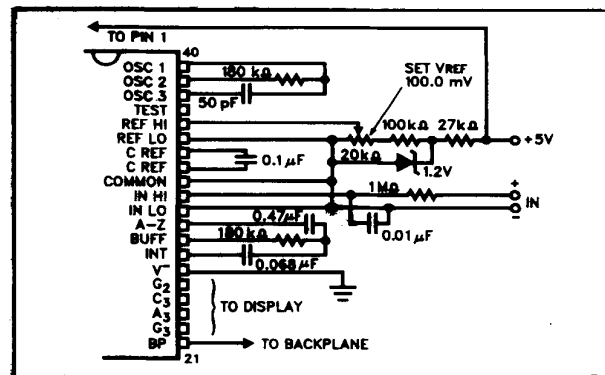 TO PIN 1
40
OSC 1
180 kΩ
OSC 2
OSC 3
50 pF
TEST
SET VREF
100.0 mV
REF HI
REF LO
100kΩ
27kΩ
+5V
C REF
0.1 μF
C REF
20kΩ
1.2V
COMMON
1MΩ
+
IN HI
IN
IN LO
-
0.47μF
0.01 μF
A-Z
180kΩ
BUFF
INT
0.068 μF
V-
G2
C3
TO DISPLAY
A3
G3
BP
TO BACKPLANE
21